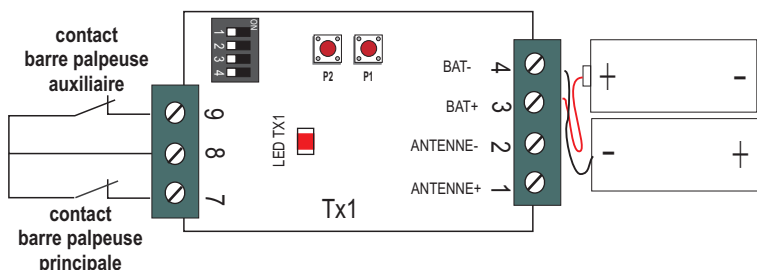 contact
barre palpeuse
auxiliaire
ON
1
2
3
4
P2
P1
BAT-
4
BAT+
3
ANTENNE-
2
ANTENNE+
1
+
-
-
+
9
8
7
LED TX1
Tx1
contact
barre palpeuse
principale